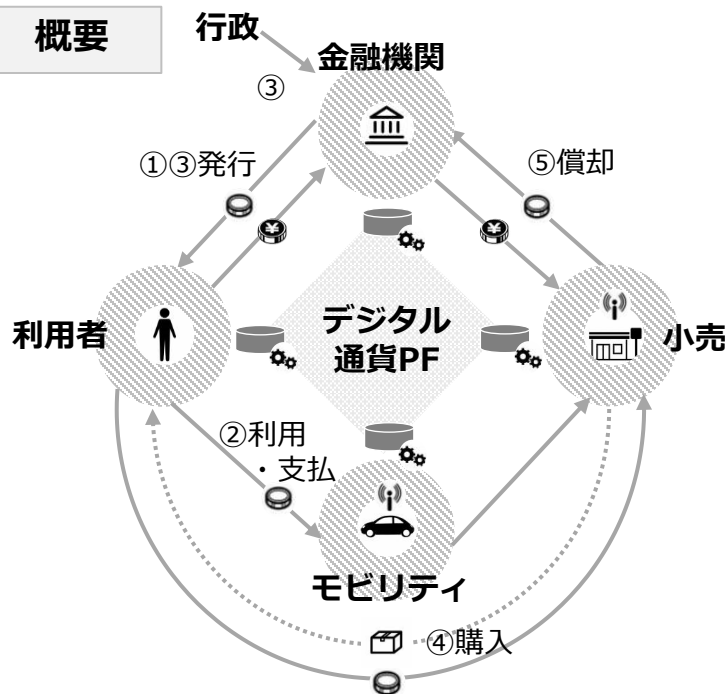 概要
行政
金融機関
③
①③発行
⑤償却
¥
¥
利用者
デジタル
通貨PF
小売
②利用
・支払
モビリティ
④購入